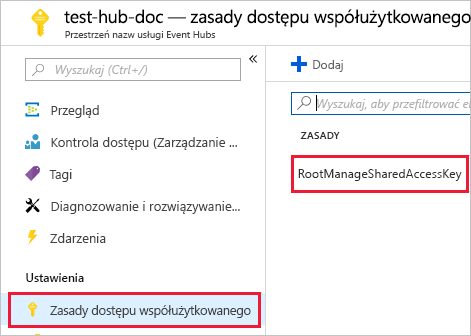 test-hub-doc — zasady dostępu współużytkowanego
Przestrzeń nazw usługi Event Hubs
Wyszukaj (Ctrl+/)
«
Przegląd
Kontrola dostępu (Zarządzanie ...
Tagi
Diagnozowanie i rozwiązywanie...
Zdarzenia
Ustawienia
Zasady dostępu współużytkowanego
Dodaj
Wyszukaj, aby przefiltrować
ZASADY
RootManageSharedAccessKey